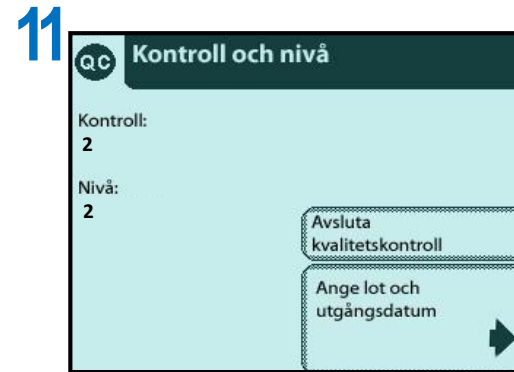 11
QC Kontroll och nivå
Kontroll:
2
Nivå:
2
Avsluta
kvalitetskontroll
Ange lot och
utgångsdatum